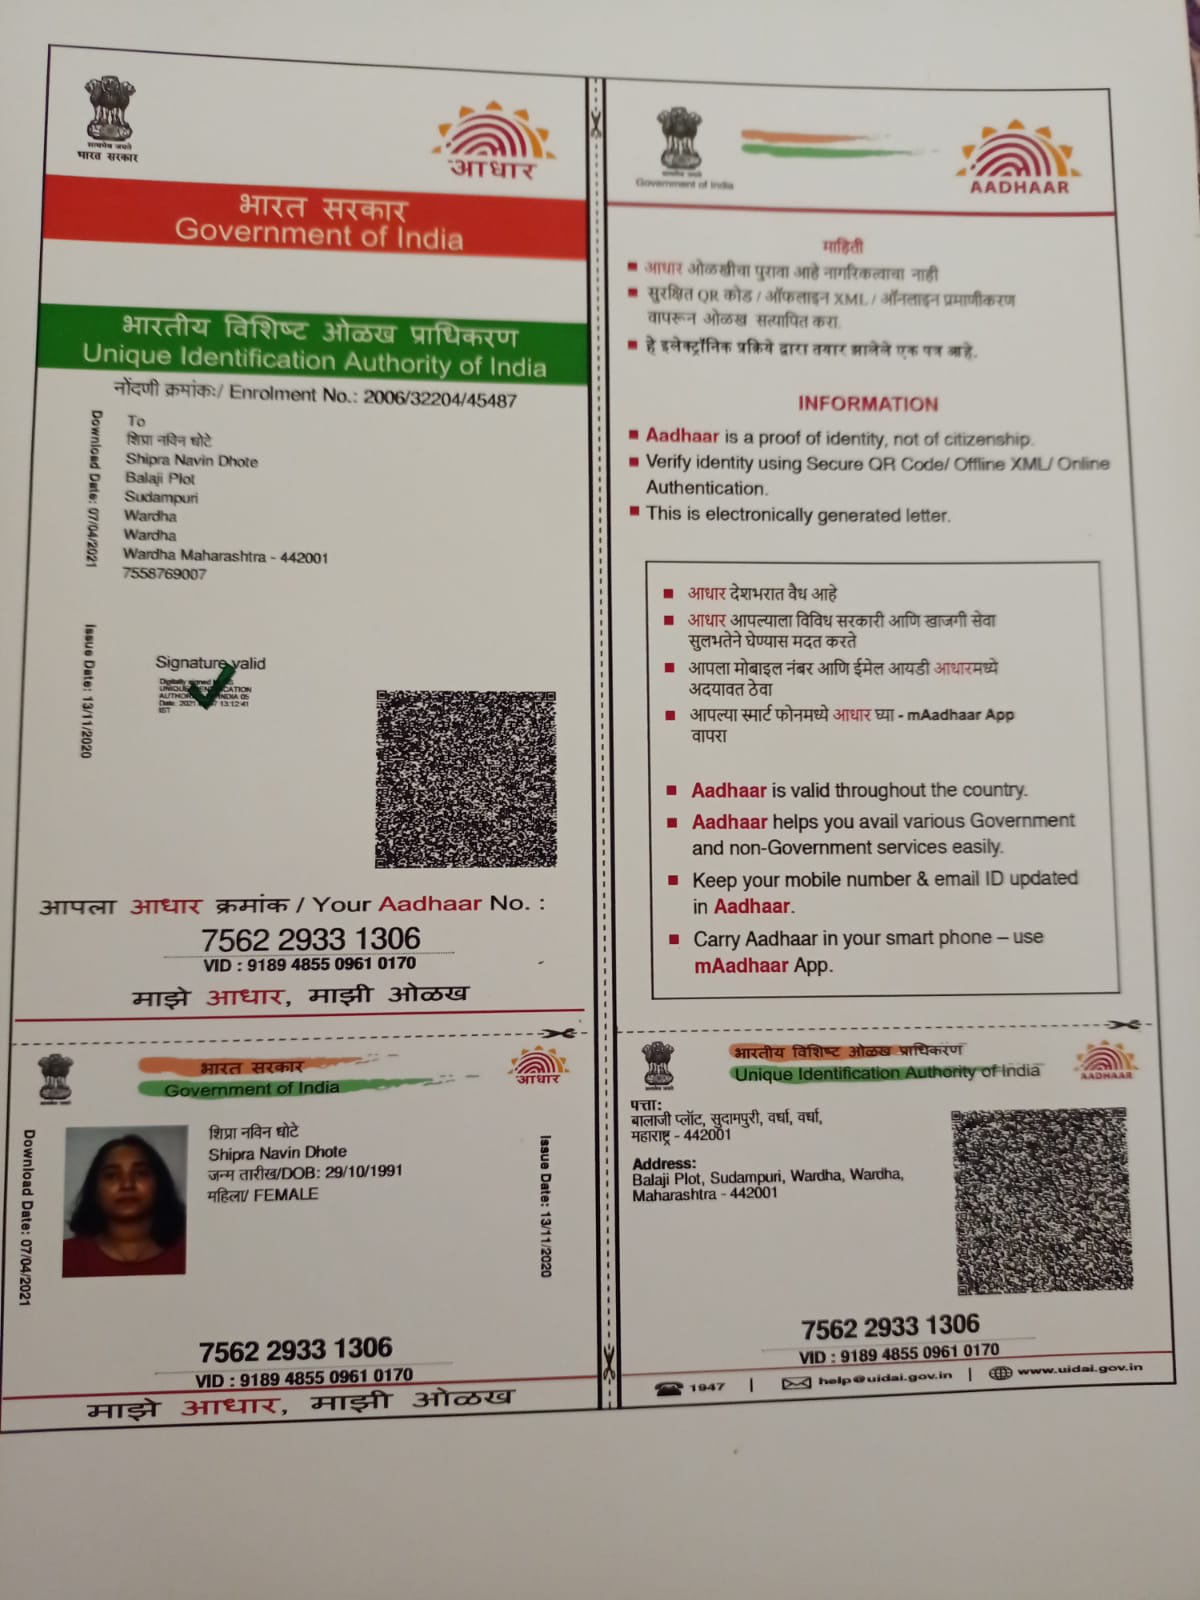 सत्यमेव जयते
भारत सरकार
आधार
भारत सरकार
Government of India
भारतीय विशिष्ट ओळख प्राधिकरण
Unique Identification Authority of India
नोंदणी क्रमांकः/ Enrolment No.: 2006/32204/45487
Download Date: 07/04/2021
To
शिप्रा नविन धोटे
Shipra Navin Dhote
Balaji Plot
Sudampuri
Wardha
Wardha
Wardha Maharashtra - 442001
7558769007
Issue Date: 13/11/2020
Signature valid
Digitally signed
13:12:41
IST
आपला आधार क्रमांक / Your Aadhaar No. :
7562 2933 1306
VID : 9189 4855 0961 0170
माझे आधार, माझी ओळख
Government of India
AADHAAR
माहिती
आधार ओळखीचा पुरावा आहे नागरिकत्वाचा नाही
सुरक्षित QR कोड / ऑफलाइन XML / ऑनलाइन प्रमाणीकरण
वापरून ओळख सत्यापित करा.
हे इलेक्ट्रॉनिक प्रक्रिये द्वारा तयार झालेले एक पत्र आहे.
INFORMATION
Aadhaar is a proof of identity, not of citizenship.
Verify identity using Secure QR Code/ Offline XML/ Online
Authentication.
This is electronically generated letter.
आधार देशभरात वैध आहे
आधार आपल्याला विविध सरकारी आणि खाजगी सेवा
सुलभतेने घेण्यास मदत करते
आपला मोबाइल नंबर आणि ईमेल आयडी आधारमध्ये
अदयावत ठेवा
आपल्या स्मार्ट फोनमध्ये आधार घ्या - mAadhaar App
वापरा
Aadhaar is valid throughout the country.
Aadhaar helps you avail various Government
and non-Government services easily.
Keep your mobile number & email ID updated
in Aadhaar.
Carry Aadhaar in your smart phone – use
mAadhaar App.
भारत सरकार
Government of India
आधार
Download Date: 07/04/2021
शिप्रा नविन धोटे
Shipra Navin Dhote
जन्म तारीख/DOB: 29/10/1991
महिला/ FEMALE
Issue Date: 13/11/2020
7562 2933 1306
VID : 9189 4855 0961 0170
माझे आधार, माझी ओळख
भारतीय विशिष्ट ओळख प्राधिकरण
Unique Identification Authority of India
AADHAAR
पत्ता:
बालाजी प्लॉट, सुदामपुरी, वर्धा, वर्धा,
महाराष्ट्र - 442001
Address:
Balaji Plot, Sudampuri, Wardha, Wardha,
Maharashtra - 442001
7562 2933 1306
VID : 9189 4855 0961 0170
1947 | help@uidai.gov.in | www.uidai.gov.in